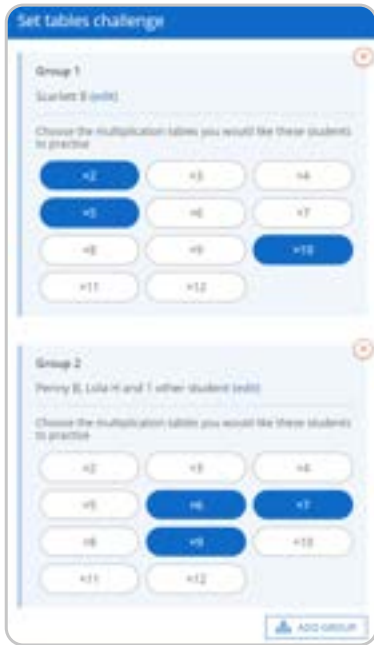 Set tables challenge
Group 1
Scarlett B (edit)
Choose the multiplication tables you would like these students
to practise
×2 ×3 ×4
×5 ×6 ×7
×8 ×9 ×10
×11 ×12
Group 2
Penny B, Lola H and 1 other student (edit)
Choose the multiplication tables you would like these students
to practise
×2 ×3 ×4
×5 ×6 ×7
×8 ×9 ×10
×11 ×12
ADD GROUP